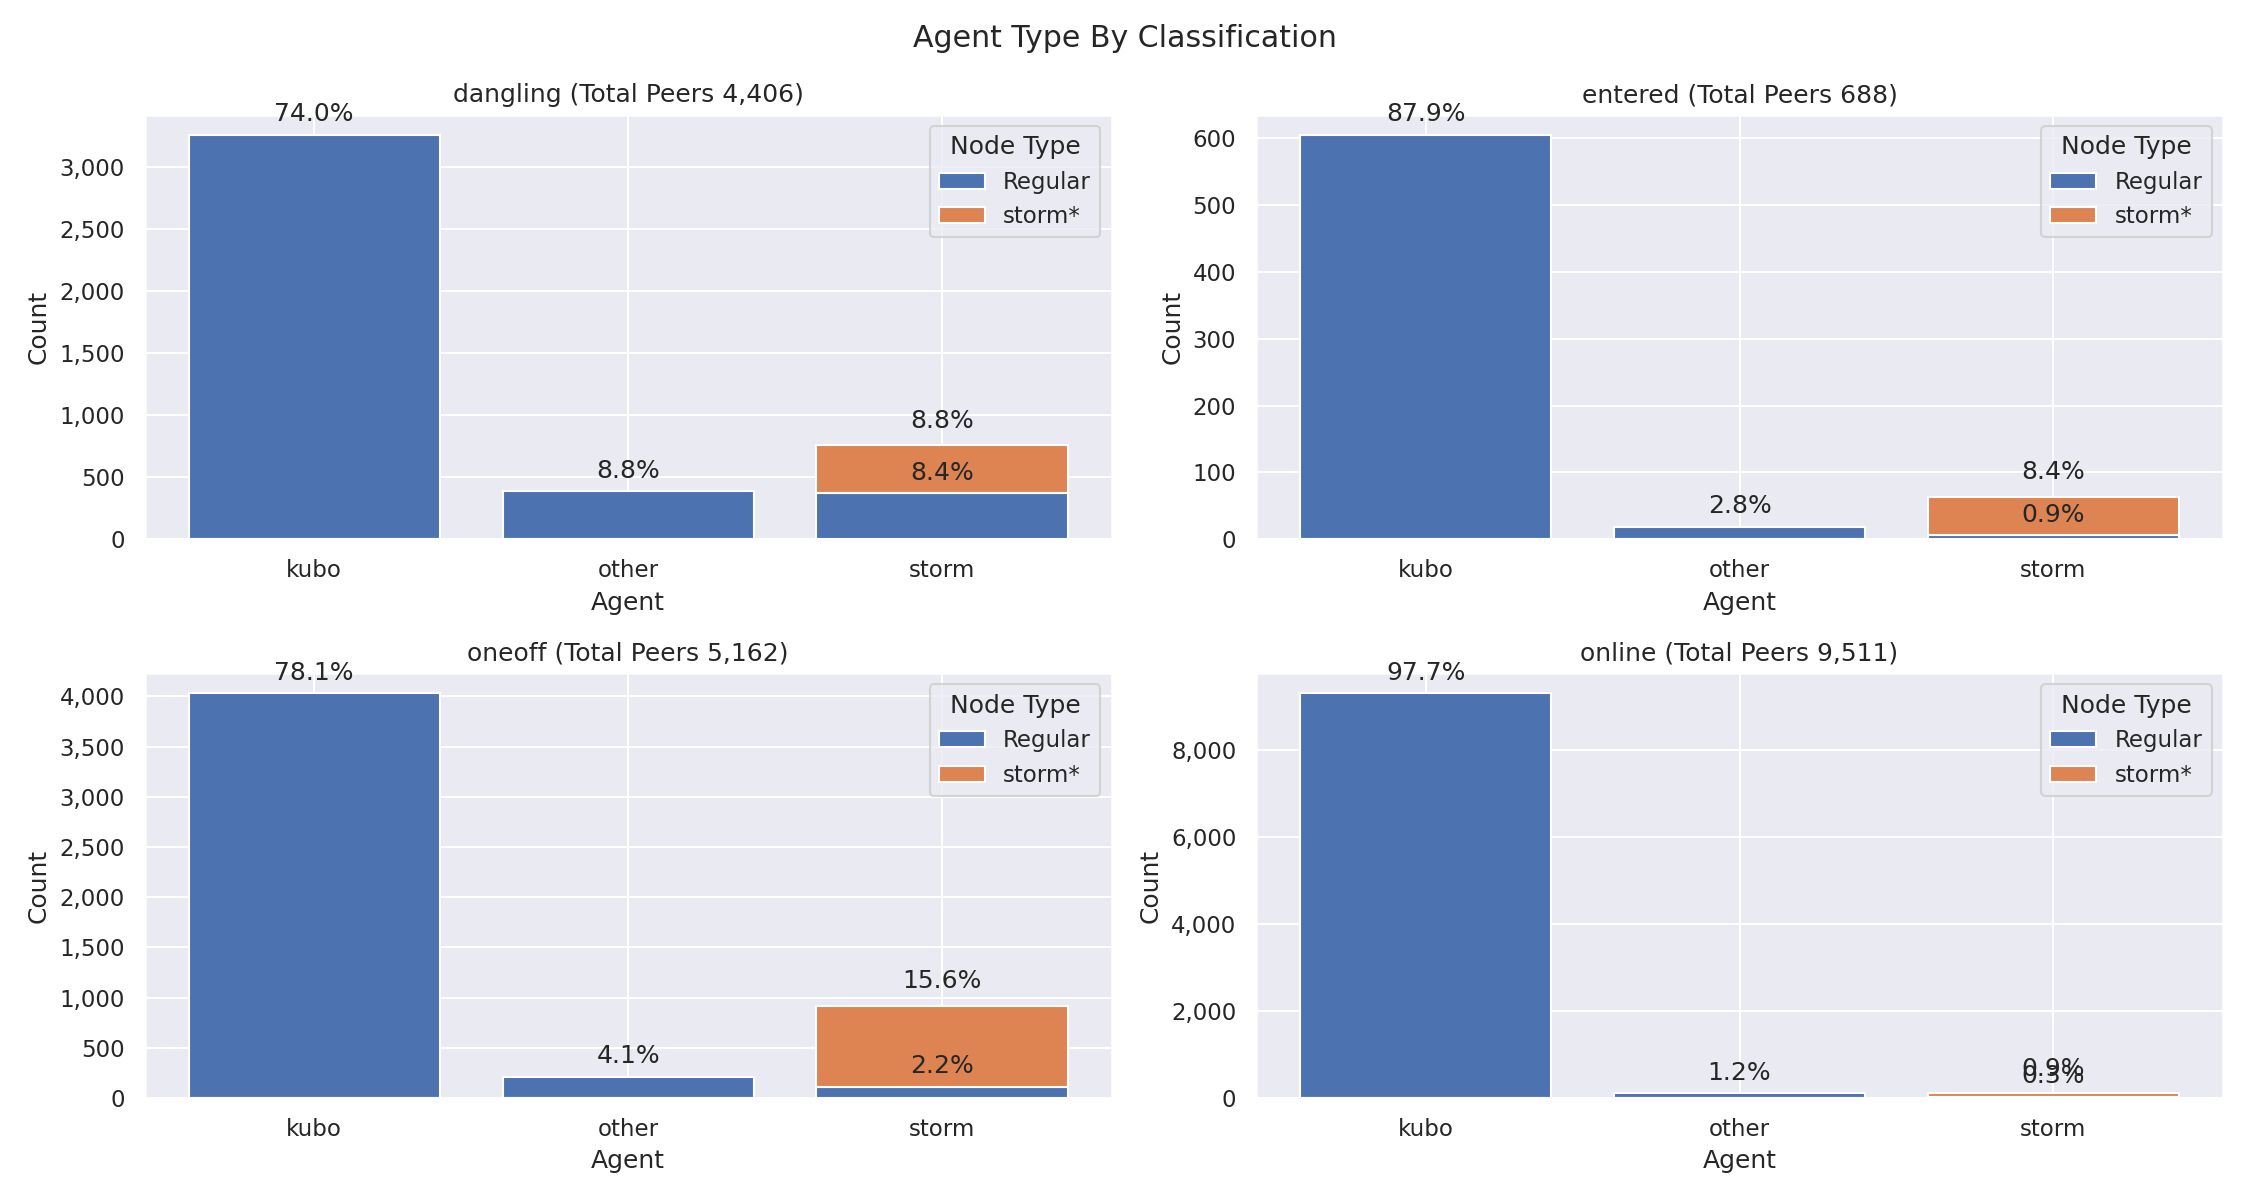 Agent Type By Classification
dangling (Total Peers 4,406)
74.0%
8.8%
8.8%
8.4%
Node Type
Regular
storm*
3,000
2,500
2,000
1,500
1,000
500
0
Count
kubo
other
storm
Agent
entered (Total Peers 688)
87.9%
2.8%
8.4%
0.9%
Node Type
Regular
storm*
600
500
400
300
200
100
0
Count
kubo
other
storm
Agent
oneoff (Total Peers 5,162)
78.1%
4.1%
15.6%
2.2%
Node Type
Regular
storm*
4,000
3,500
3,000
2,500
2,000
1,500
1,000
500
0
Count
kubo
other
storm
Agent
online (Total Peers 9,511)
97.7%
1.2%
Node Type
Regular
storm*
8,000
6,000
4,000
2,000
0
Count
kubo
other
storm
Agent